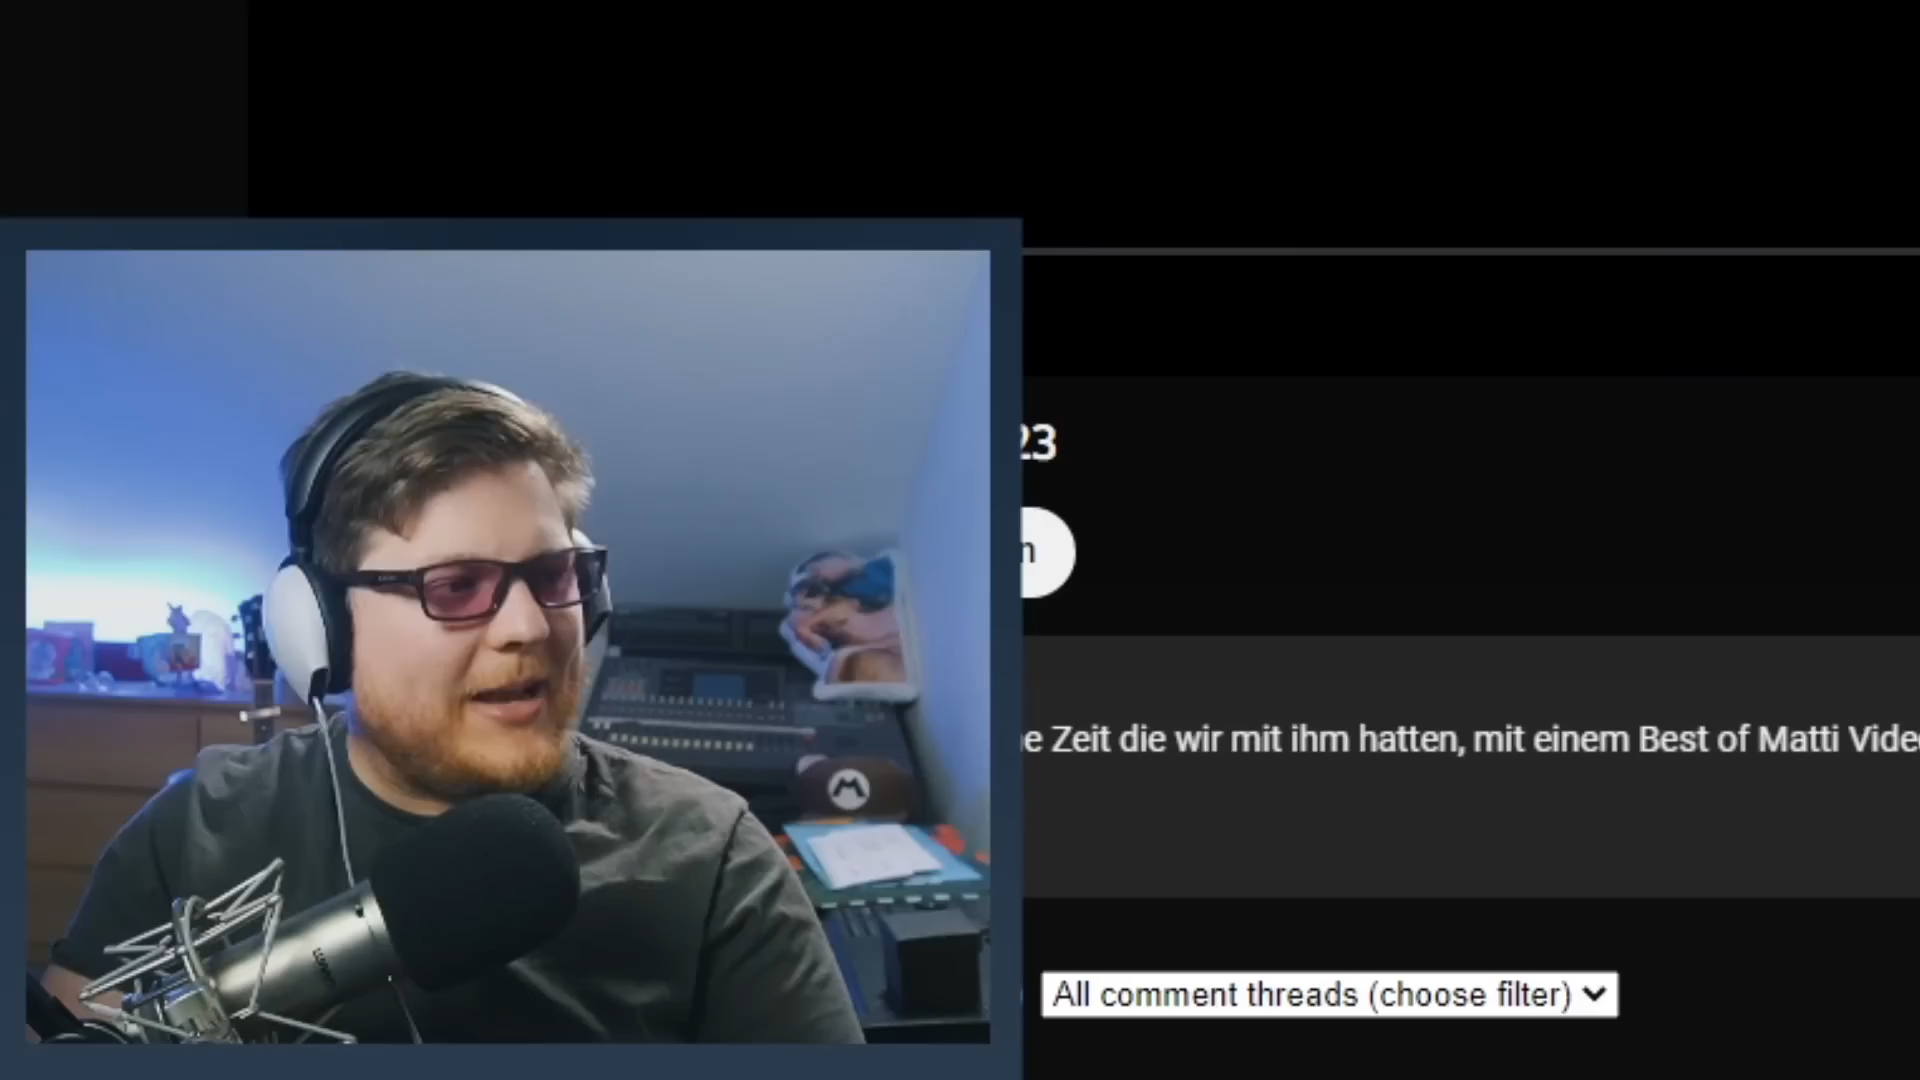 23
n
e Zeit die wir mit ihm hatten, mit einem Best of Matti Vide
M
All comment threads (choose filter)